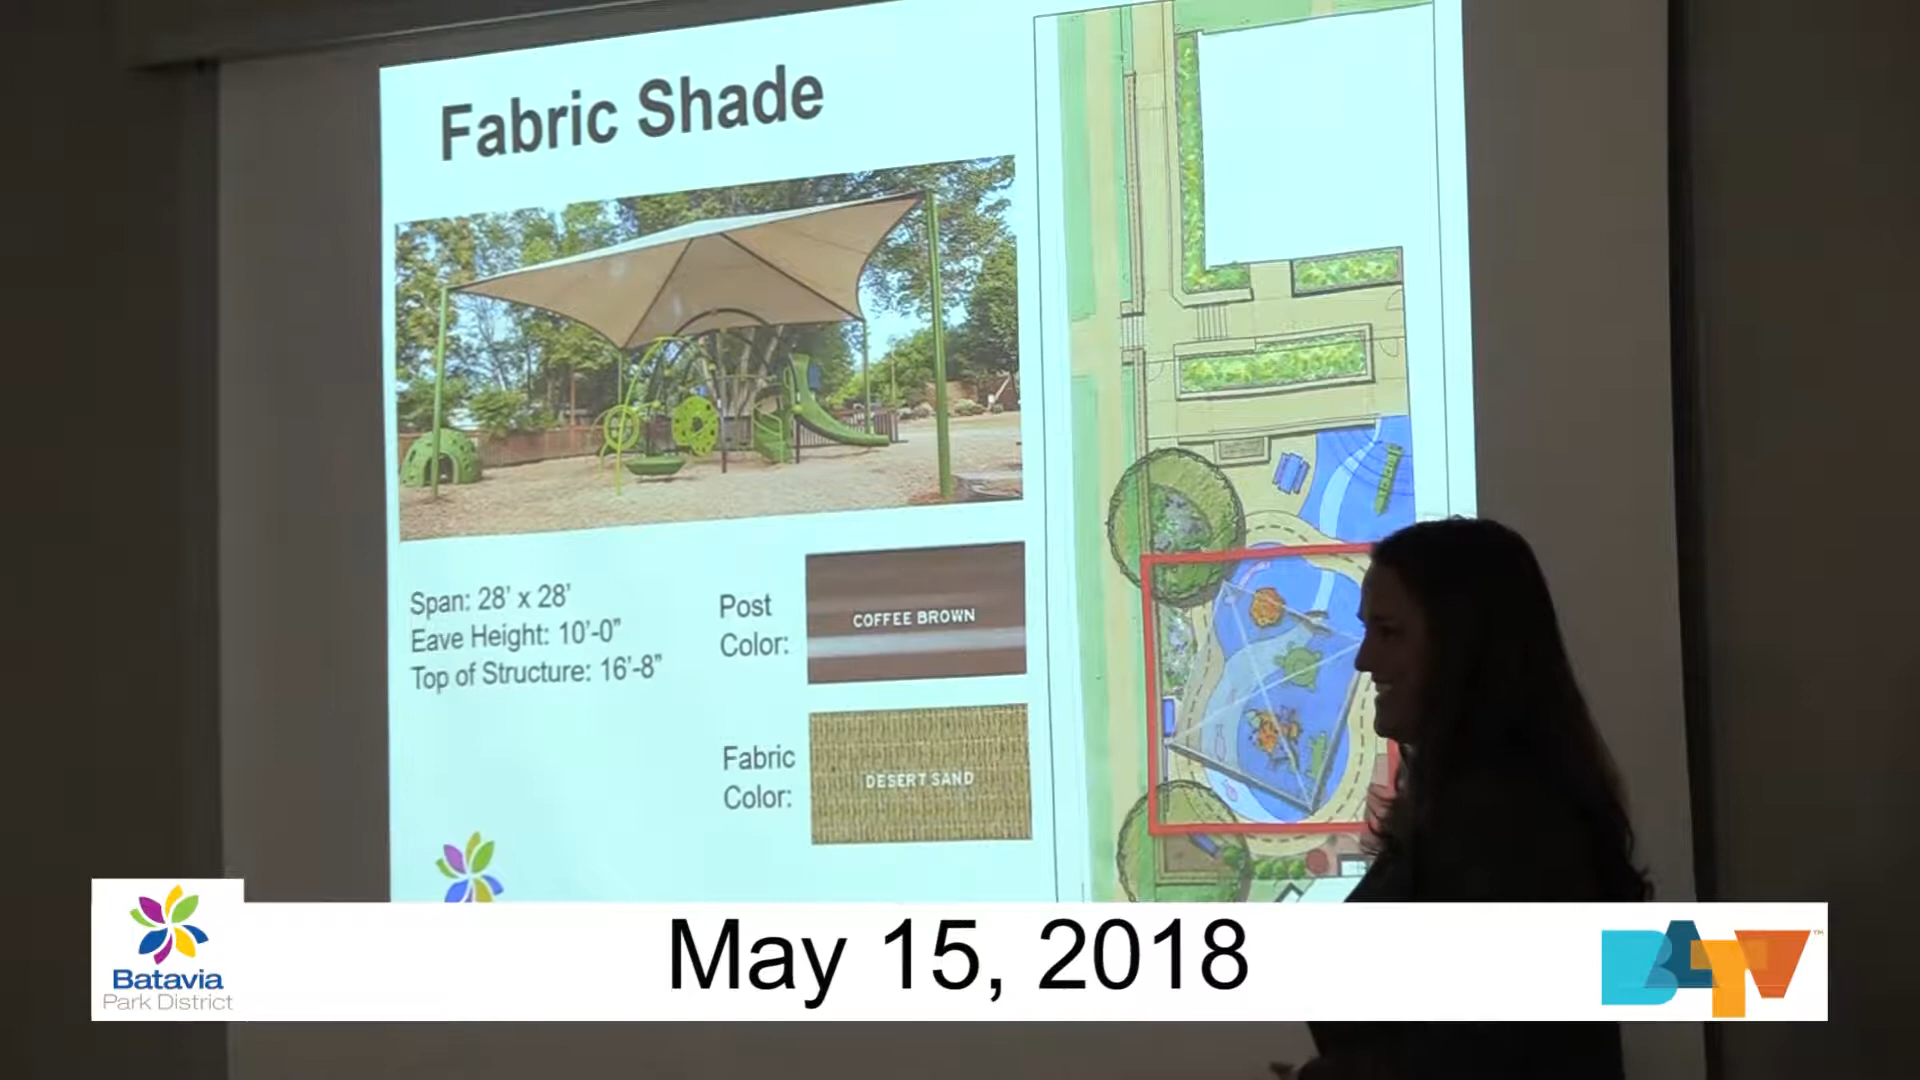 Fabric Shade
Span: 28' x 28'
Eave Height: 10'-0"
Top of Structure: 16'-8"
Post
Color:
COFFEE BROWN
Fabric
Color:
DESERT SAND
Batavia
Park District
May 15, 2018
BATV™